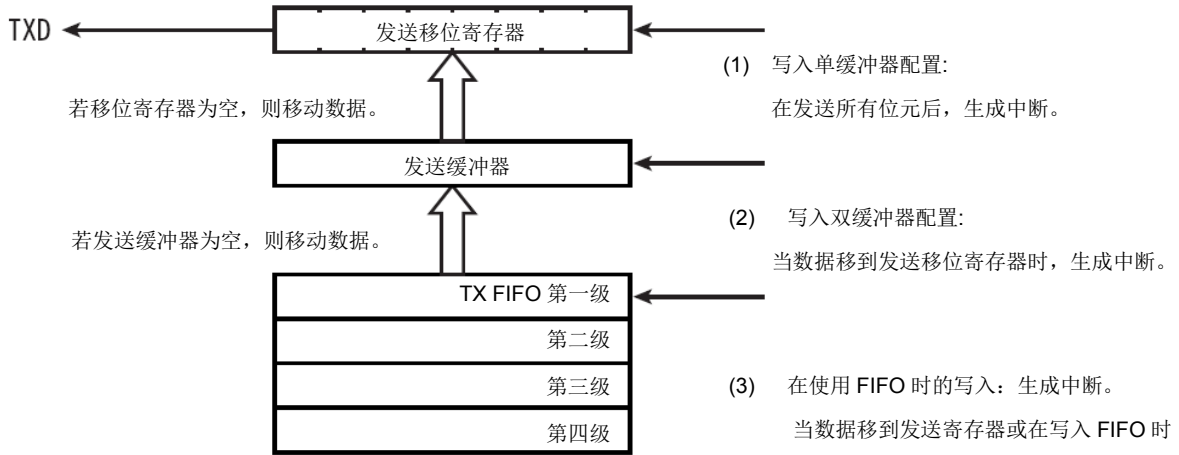 TXD
发送移位寄存器
(1) 写入单缓冲器配置:
若移位寄存器为空，则移动数据。
在发送所有位元后，生成中断。
发送缓冲器
(2) 写入双缓冲器配置:
若发送缓冲器为空，则移动数据。
当数据移到发送移位寄存器时，生成中断。
TX FIFO 第一级
第二级
第三级
(3) 在使用 FIFO 时的写入：生成中断。
第四级
当数据移到发送寄存器或在写入 FIFO 时